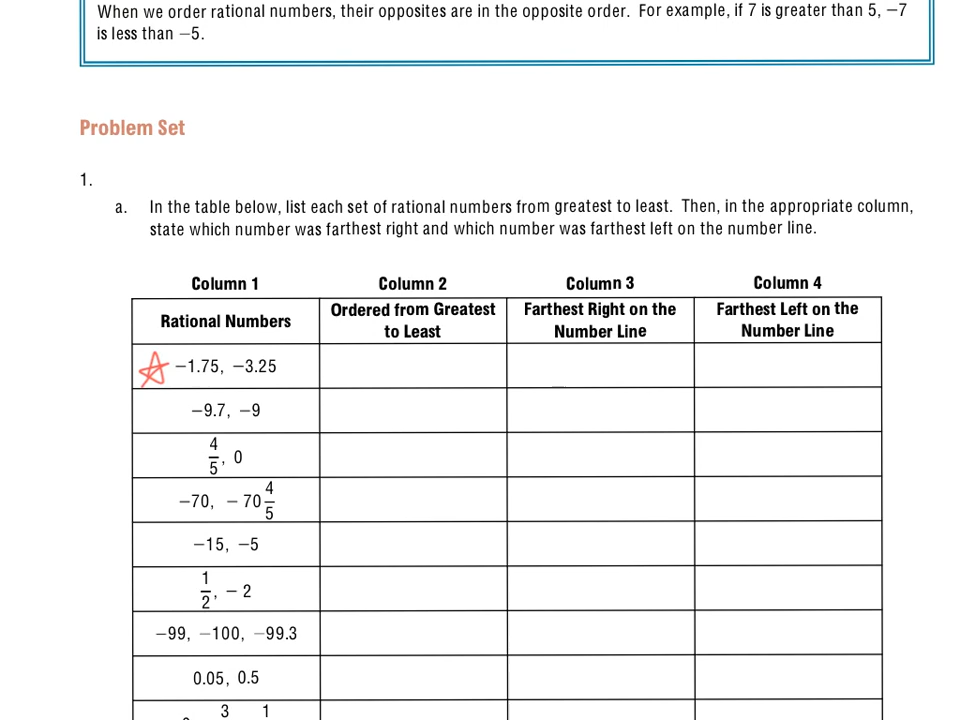 When we order rational numbers, their opposites are in the opposite order. For example, if 7 is greater than 5, −7
is less than −5.
Problem Set
1.
a. In the table below, list each set of rational numbers from greatest to least. Then, in the appropriate column,
state which number was farthest right and which number was farthest left on the number line.
Column 1 Column 2 Column 3 Column 4
Rational Numbers
Ordered from Greatest
to Least
Farthest Right on the
Number Line
Farthest Left on the
Number Line
−1.75, −3.25
−9.7, −9
4/5, 0
−70, −70 4/5
−15, −5
1/2, −2
−99, −100, −99.3
0.05, 0.5
3 1